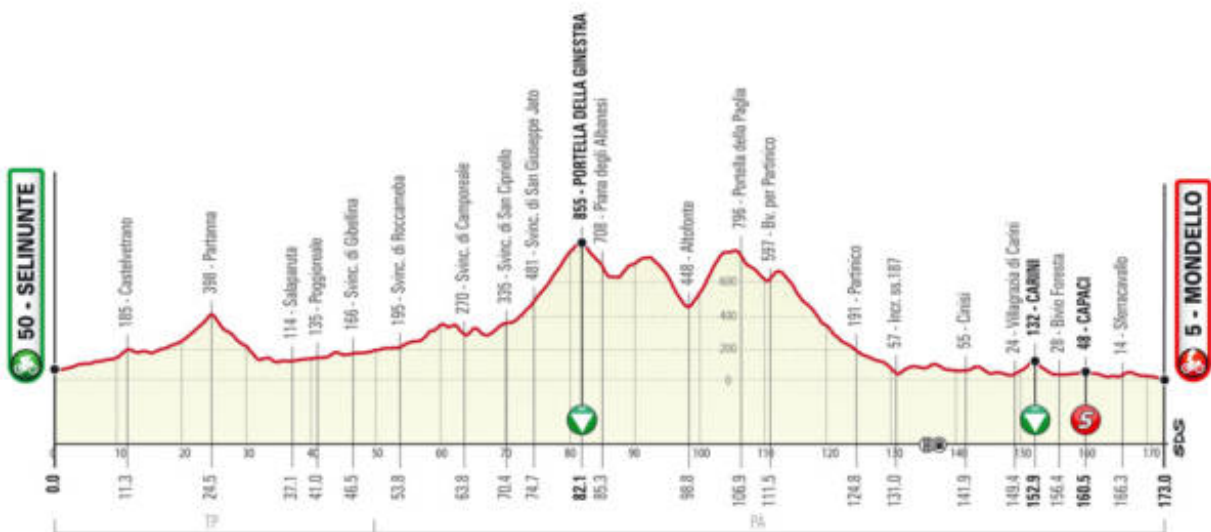 50 - SELINUNTE
185 - Castelvetrano
398 - Partanna
114 - Salaparuta
135 - Poggioreale
166 - Svinc. di Gibellina
195 - Svinc. di Roccameba
270 - Svinc. di Camporeale
335 - Svinc. di San Cipriello
481 - Svinc. di San Giuseppe Jato
855 - PORTELLA DELLA GINESTRA
708 - Piana degli Albanesi
448 - Altofonte
796 - Portella della Paglia
597 - Bv. per Partinico
191 - Partinico
57 - Incr. ss.187
55 - Cinisi
24 - Villagrazia di Carini
132 - CARINI
28 - Bivio Foresta
48 - CAPACI
14 - Sferracavallo
5 - MONDELLO
600
400
200
0
S
SDS
0 10 20 30 40 50 60 70 80 90 100 110 120 130 140 150 160 170
0.0 11.3 24.5 37.1 41.0 46.5 53.8 63.8 70.4 74.7 82.1 85.3 98.8 106.9 111.5 124.8 131.0 141.9 149.4 152.9 156.4 160.5 166.3 173.0
TP PA